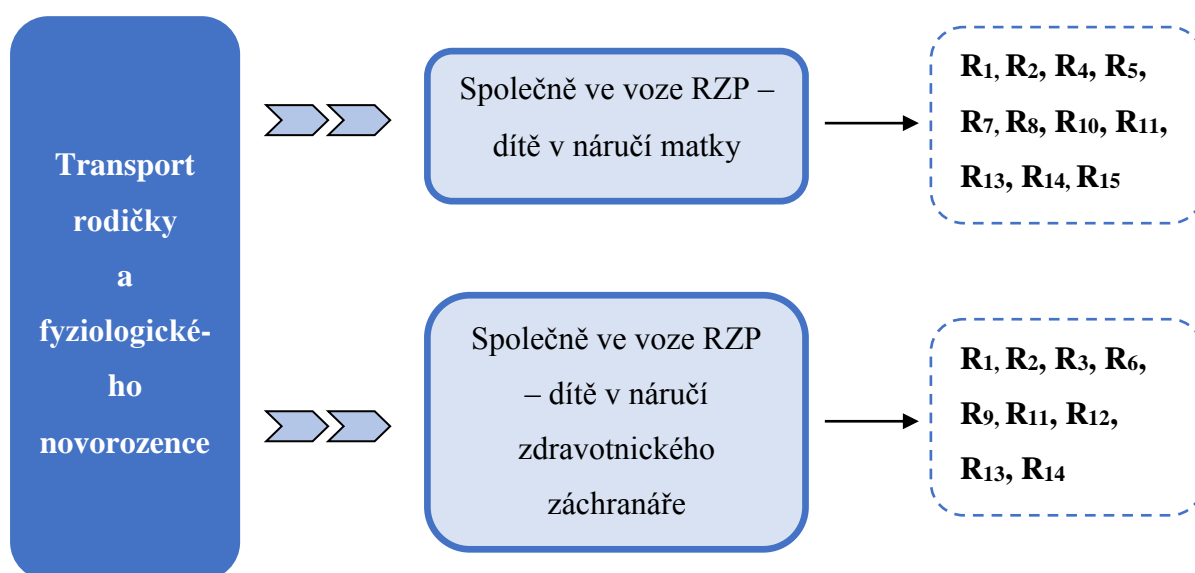 Transport
rodičky
a
fyziologické-
ho
novorozence
Společně ve voze RZP –
dítě v náručí matky
R1, R2, R4, R5,
R7, R8, R10, R11,
R13, R14, R15
Společně ve voze RZP
– dítě v náručí
zdravotnického
záchranáře
R1, R2, R3, R6,
R9, R11, R12,
R13, R14